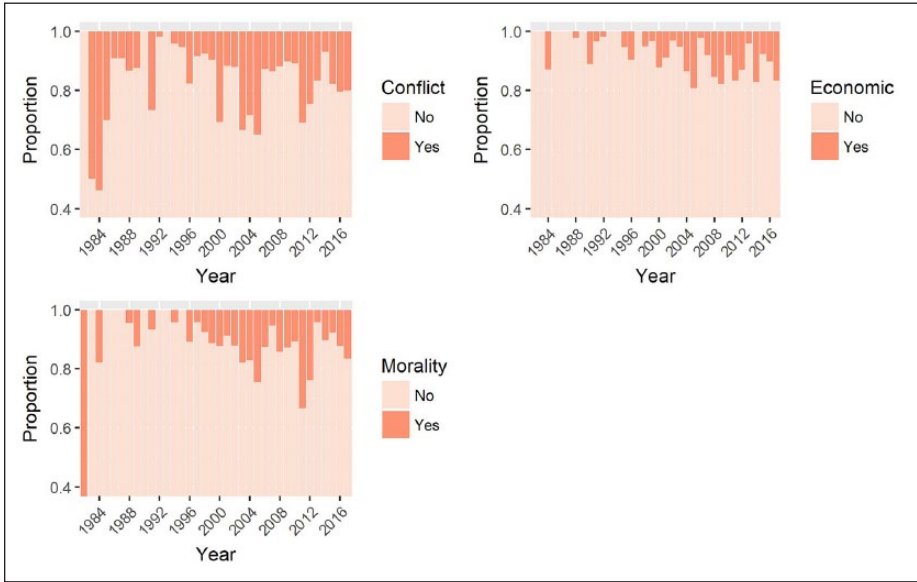 1.0
0.8
0.6
0.4
Proportion
1984 1988 1992 1996 2000 2004 2008 2012 2016
Year
Conflict
No
Yes
1.0
0.8
0.6
0.4
Proportion
1984 1988 1992 1996 2000 2004 2008 2012 2016
Year
Economic
No
Yes
1.0
0.8
0.6
0.4
Proportion
1984 1988 1992 1996 2000 2004 2008 2012 2016
Year
Morality
No
Yes